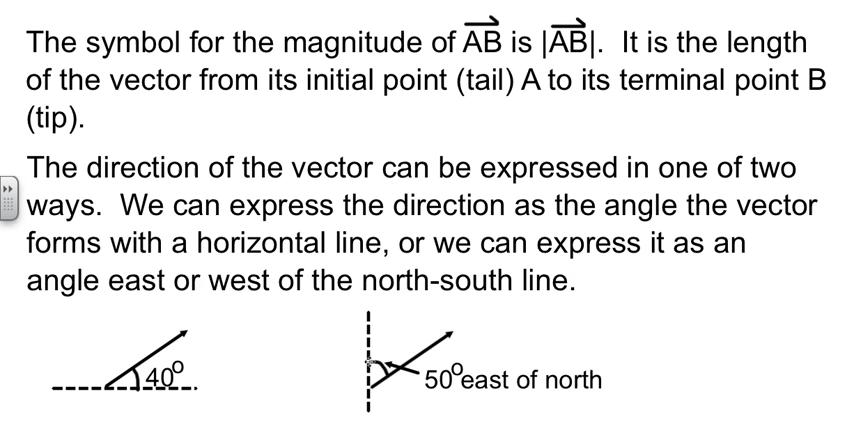 The symbol for the magnitude of AB⃗ is |AB⃗|. It is the length
of the vector from its initial point (tail) A to its terminal point B
(tip).
The direction of the vector can be expressed in one of two
ways. We can express the direction as the angle the vector
forms with a horizontal line, or we can express it as an
angle east or west of the north-south line.
40⁰
50⁰east of north